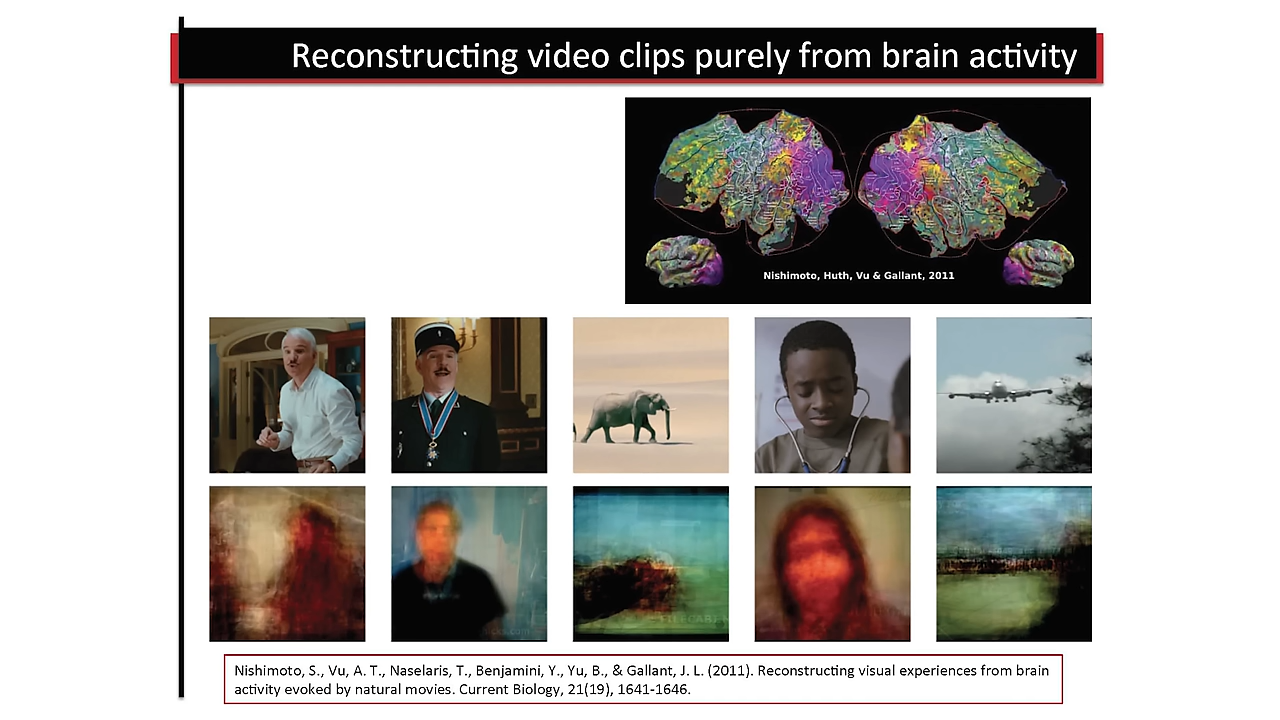 Reconstructing video clips purely from brain activity
Nishimoto, Huth, Vu & Gallant, 2011
Nishimoto, S., Vu, A. T., Naselaris, T., Benjamini, Y., Yu, B., & Gallant, J. L. (2011). Reconstructing visual experiences from brain
activity evoked by natural movies. Current Biology, 21(19), 1641-1646.